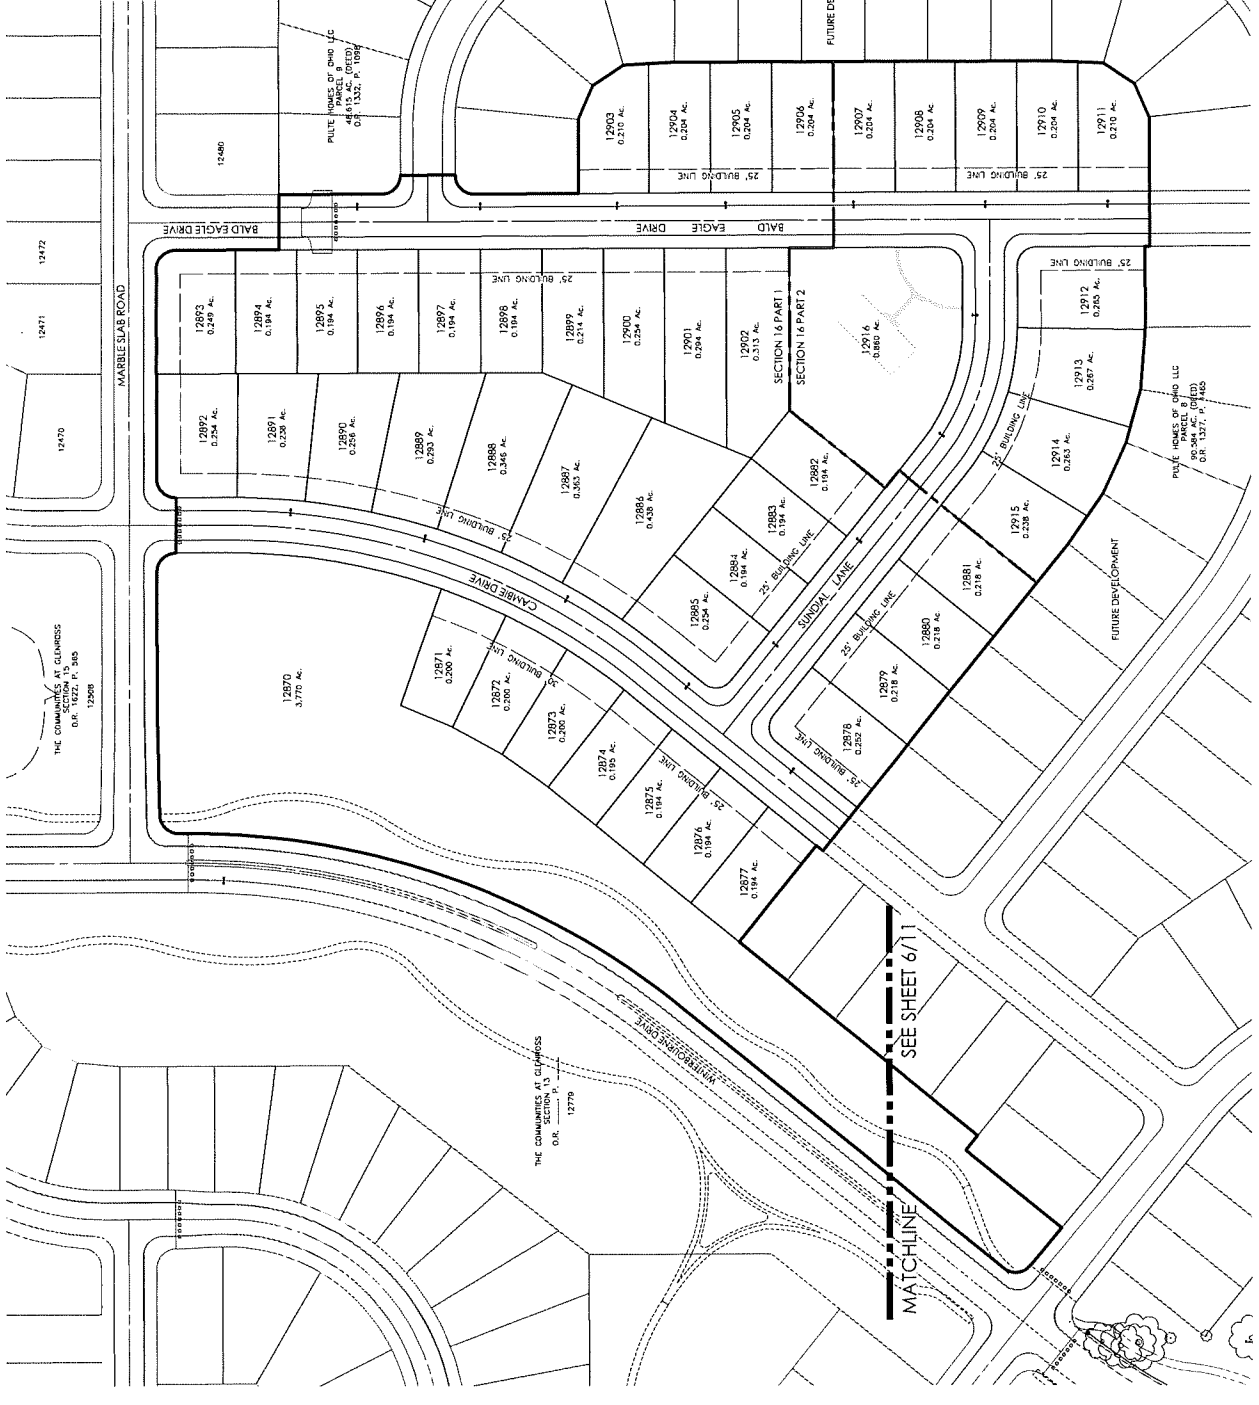 PULTE HOMES OF OHIO LLC
PARCEL 9
48.615 AC. (DEED)
O.R. 1332, P. 1098
12480
12472
12471
12470
MARBLE SLAB ROAD
BALD EAGLE DRIVE
BALD EAGLE DRIVE
FUTURE DE
12903
0.210 Ac.
12904
0.204 Ac.
12905
0.204 Ac.
12906
0.204 Ac.
12907
0.204 Ac.
12908
0.204 Ac.
12909
0.204 Ac.
12910
0.204 Ac.
12911
0.210 Ac.
25' BUILDING LINE
25' BUILDING LINE
12893
0.249 Ac.
12894
0.194 Ac.
12895
0.194 Ac.
12896
0.194 Ac.
12897
0.194 Ac.
12898
0.194 Ac.
12899
0.214 Ac.
12900
0.254 Ac.
12901
0.294 Ac.
12902
0.313 Ac.
25' BUILDING LINE
SECTION 16 PART 1
SECTION 16 PART 2
12916
0.860 Ac.
25' BUILDING LINE
12912
0.265 Ac.
12913
0.267 Ac.
12914
0.263 Ac.
12915
0.238 Ac.
25' BUILDING LINE
PULTE HOMES OF OHIO LLC
PARCEL 8
90.584 AC. (DEED)
O.R. 1327, P. 1465
12892
0.254 Ac.
12891
0.238 Ac.
12890
0.256 Ac.
12889
0.293 Ac.
12888
0.346 Ac.
12887
0.363 Ac.
12886
0.438 Ac.
12882
0.194 Ac.
12883
0.194 Ac.
12884
0.194 Ac.
12885
0.254 Ac.
25' BUILDING LINE
25' BUILDING LINE
CAMBIE DRIVE
SUNDIAL LANE
25' BUILDING LINE
12881
0.218 Ac.
12880
0.218 Ac.
12879
0.218 Ac.
12878
0.252 Ac.
25' BUILDING LINE
FUTURE DEVELOPMENT
THE COMMUNITIES AT GLENROSS
SECTION 15
O.R. 1622, P. 585
12508
12870
3.770 Ac.
12871
0.200 Ac.
12872
0.200 Ac.
12873
0.200 Ac.
12874
0.195 Ac.
12875
0.194 Ac.
12876
0.194 Ac.
12877
0.194 Ac.
30' BUILDING LINE
25' BUILDING LINE
WINTERBOURNE DRIVE
THE COMMUNITIES AT GLENROSS
SECTION 13
O.R. ____ P. ____
12779
MATCHLINE
SEE SHEET 6/11